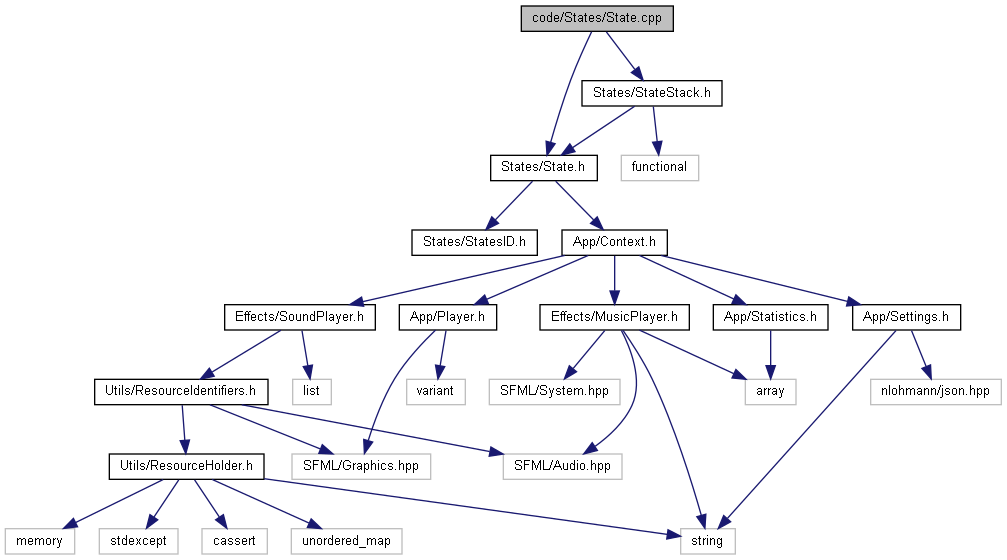 code/States/State.cpp
States/StateStack.h
States/State.h
functional
States/StatesID.h
App/Context.h
Effects/SoundPlayer.h
App/Player.h
Effects/MusicPlayer.h
App/Statistics.h
App/Settings.h
Utils/ResourceIdentifiers.h
list
variant
SFML/System.hpp
array
nlohmann/json.hpp
Utils/ResourceHolder.h
SFML/Graphics.hpp
SFML/Audio.hpp
memory
stdexcept
cassert
unordered_map
string